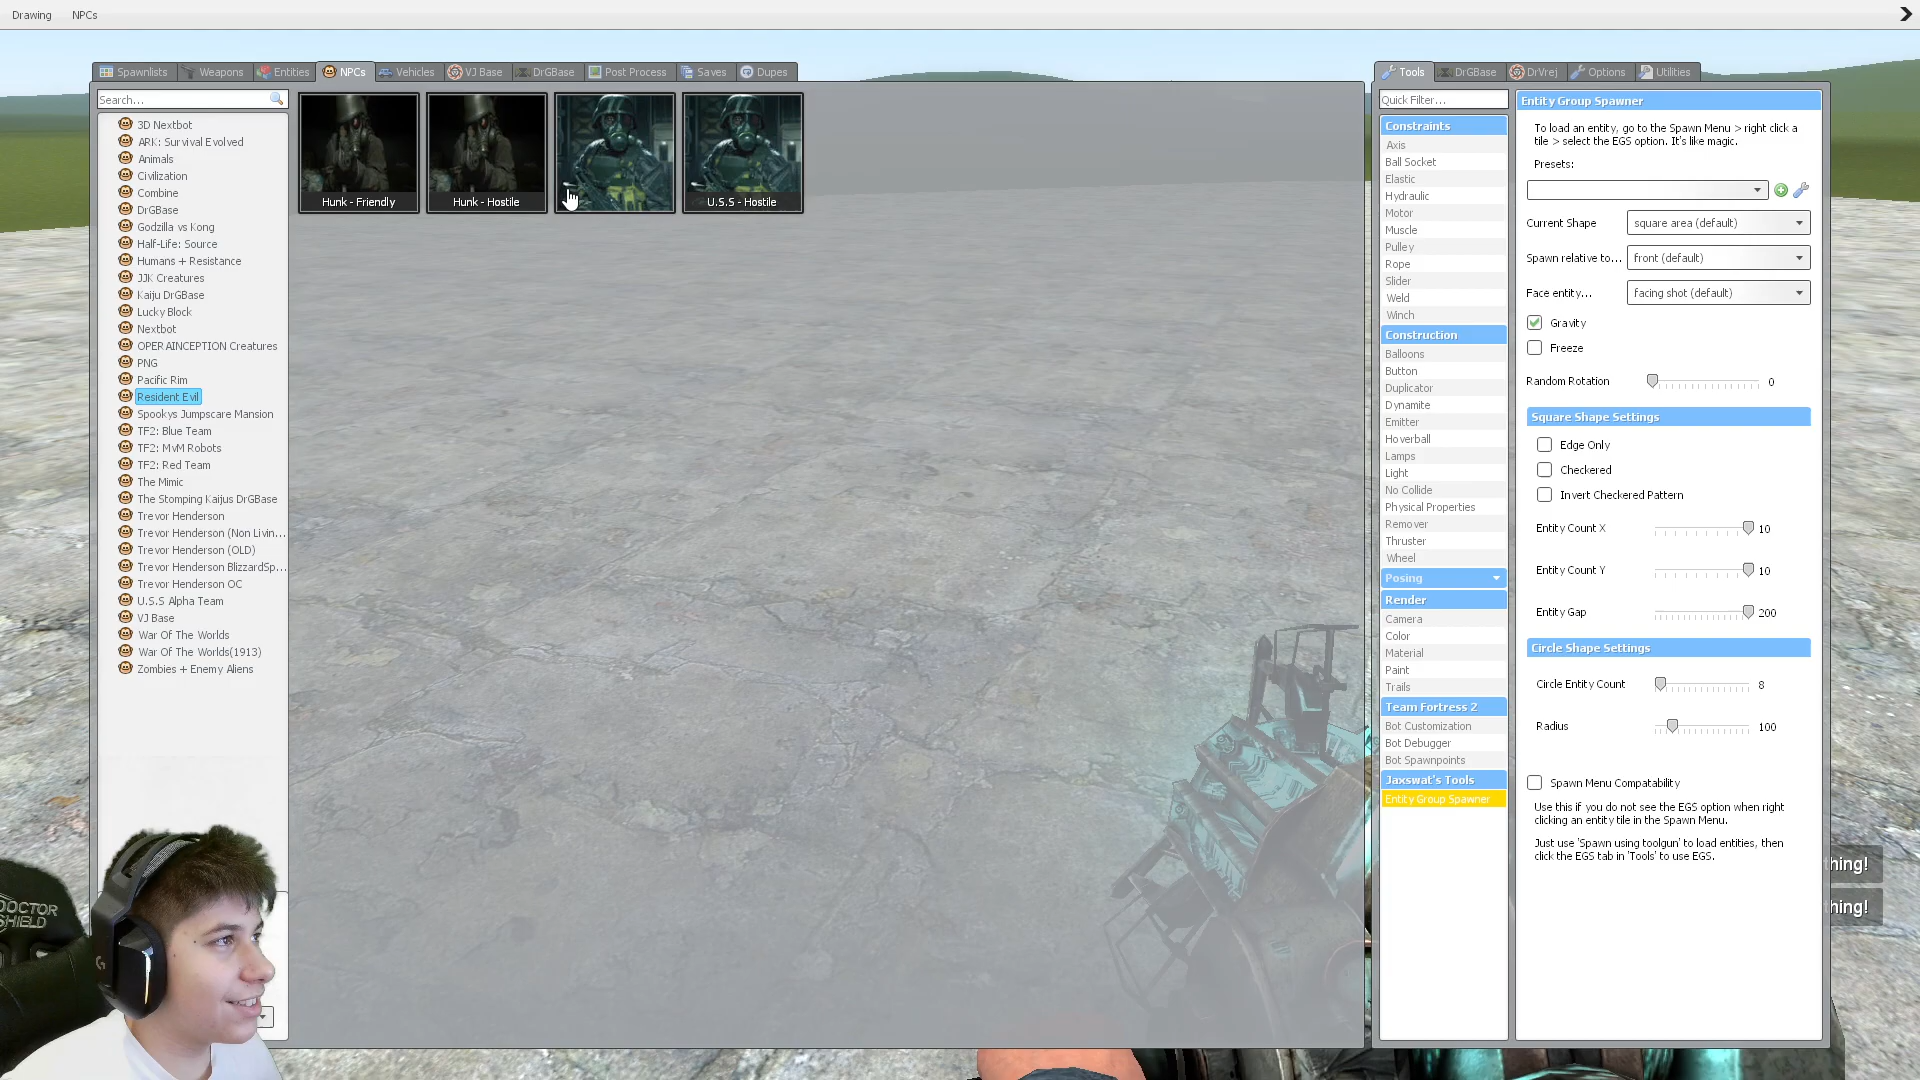 Drawing
NPCs
Spawnlists
Weapons
Entities
NPCs
Vehicles
VJ Base
DrGBase
Post Process
Saves
Dupes
Search...
3D Nextbot
ARK: Survival Evolved
Animals
Civilization
Combine
DrGBase
Godzilla vs Kong
Half-Life: Source
Humans + Resistance
JJK Creatures
Kaiju DrGBase
Lucky Block
Nextbot
OPERAINCEPTION Creatures
PNG
Pacific Rim
Resident Evil
Spookys Jumpscare Mansion
TF2: Blue Team
TF2: MvM Robots
TF2: Red Team
The Mimic
The Stomping Kaijus DrGBase
Trevor Henderson
Trevor Henderson (Non Livin...
Trevor Henderson (OLD)
Trevor Henderson BlizzardSp...
Trevor Henderson OC
U.S.S Alpha Team
VJ Base
War Of The Worlds
War Of The Worlds(1913)
Zombies + Enemy Aliens
Hunk - Friendly
Hunk - Hostile
U.S.S - Hostile
Tools
DrGBase
DrVrej
Options
Utilities
Quick Filter...
Constraints
Axis
Ball Socket
Elastic
Hydraulic
Motor
Muscle
Pulley
Rope
Slider
Weld
Winch
Construction
Balloons
Button
Duplicator
Dynamite
Emitter
Hoverball
Lamps
Light
No Collide
Physical Properties
Remover
Thruster
Wheel
Posing
Render
Camera
Color
Material
Paint
Trails
Team Fortress 2
Bot Customization
Bot Debugger
Bot Spawnpoints
Jaxswat's Tools
Entity Group Spawner
Entity Group Spawner
To load an entity, go to the Spawn Menu > right click a
tile > select the EGS option. It's like magic.
Presets:
Current Shape square area (default)
Spawn relative to... front (default)
Face entity... facing shot (default)
Gravity
Freeze
Random Rotation 0
Square Shape Settings
Edge Only
Checkered
Invert Checkered Pattern
Entity Count X 10
Entity Count Y 10
Entity Gap 200
Circle Shape Settings
Circle Entity Count 8
Radius 100
Spawn Menu Compatability
Use this if you do not see the EGS option when right
clicking an entity tile in the Spawn Menu.
Just use 'Spawn using toolgun' to load entities, then
click the EGS tab in 'Tools' to use EGS.
thing!
thing!
DOCTOR
SHIELD
G